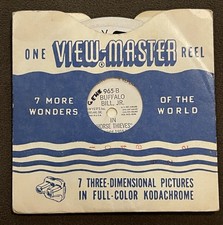 ONE VIEW-MASTER REEL
965-B
BUFFALO
BILL, JR.
IN
7 MORE
WONDERS
OF THE
WORLD
"HORSE THIEVES"
7 THREE-DIMENSIONAL PICTURES
IN FULL-COLOR KODACHROME